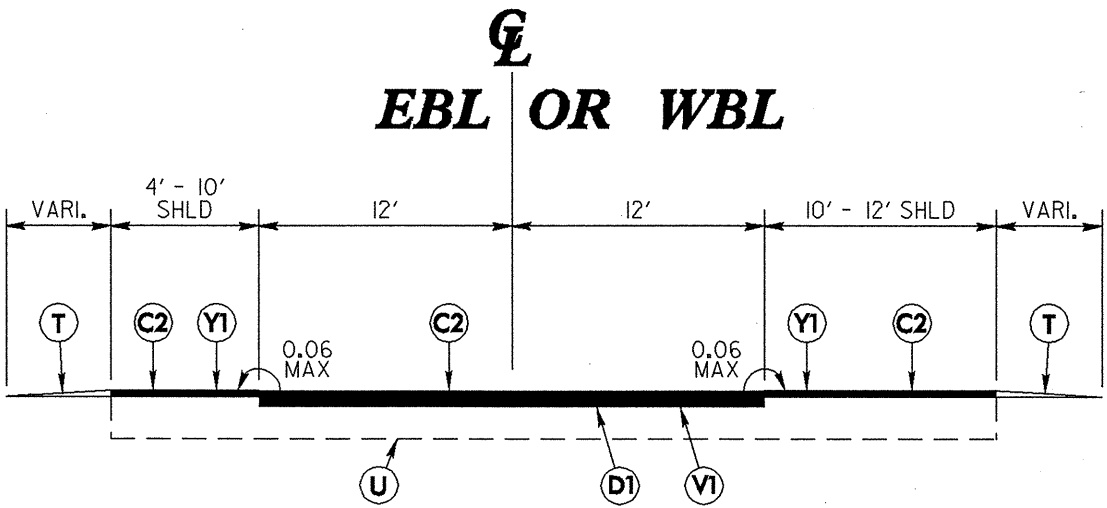 ℄
EBL OR WBL
VARI.
4' - 10'
SHLD
12'
12'
10' - 12' SHLD
VARI.
T
C2
Y1
C2
Y1
C2
T
0.06
MAX
0.06
MAX
U
D1
V1